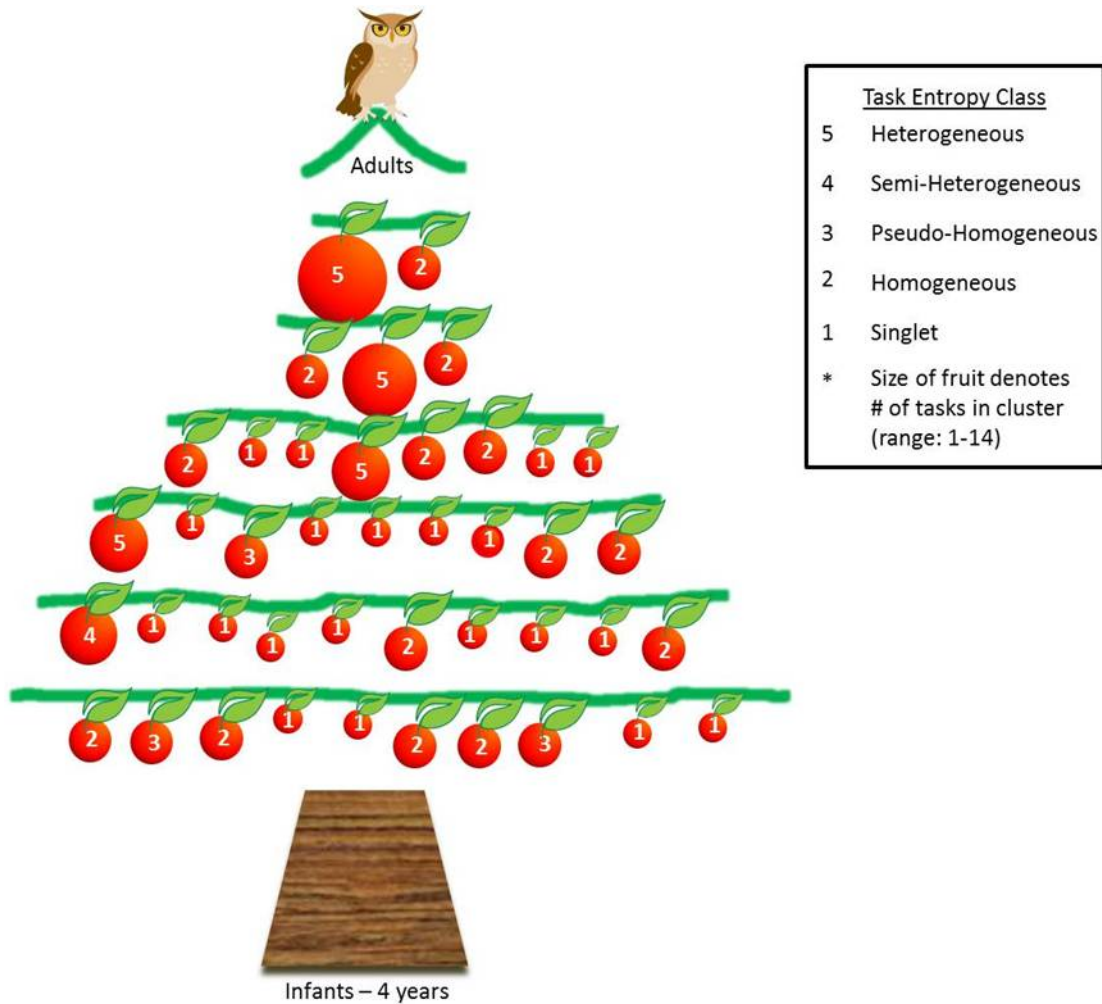 Adults
5 2
2 5 2
2 1 1 5 2 2 1 1
5 1 3 1 1 1 1 2 2
4 1 1 1 1 2 1 1 1 2
2 3 2 1 1 2 2 3 1 1
Infants – 4 years
Task Entropy Class
5 Heterogeneous
4 Semi-Heterogeneous
3 Pseudo-Homogeneous
2 Homogeneous
1 Singlet
* Size of fruit denotes
# of tasks in cluster
(range: 1-14)